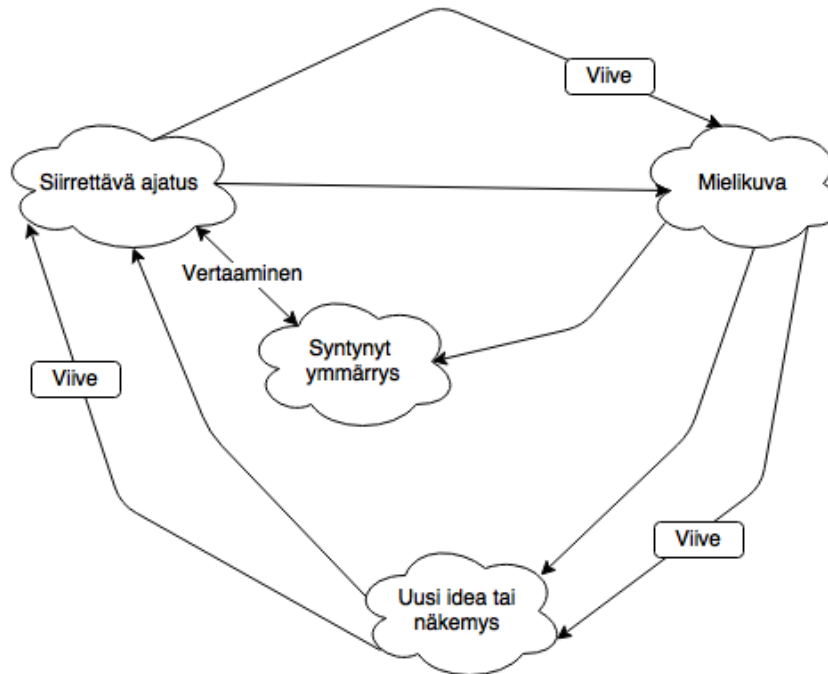 Viive
Siirrettävä ajatus
Mielikuva
Vertaaminen
Syntynyt
ymmärrys
Viive
Viive
Uusi idea tai
näkemys